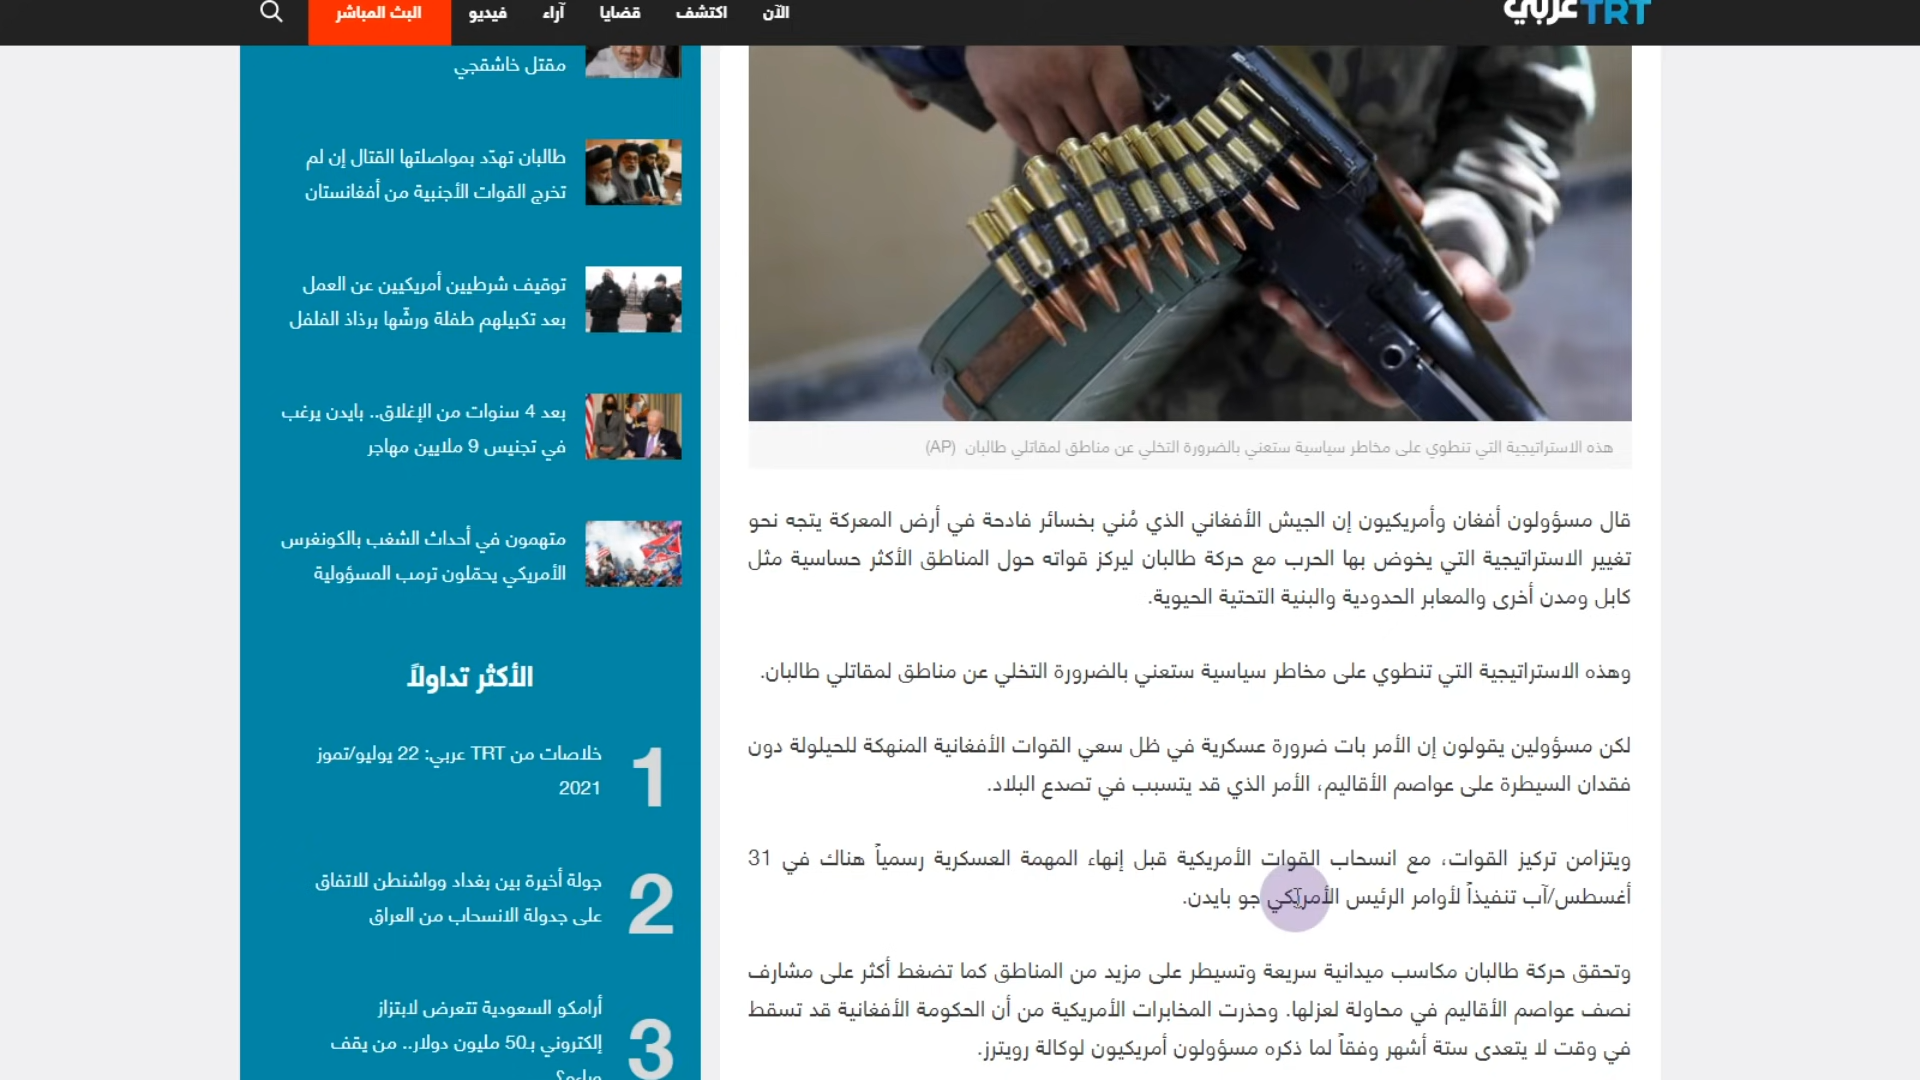 TRT عربي
الآن
اكتشف
قضايا
آراء
فيديو
البث المباشر
هذه الاستراتيجية التي تنطوي على مخاطر سياسية ستعني بالضرورة التخلي عن مناطق لمقاتلي طالبان (AP)
قال مسؤولون أفغان وأمريكيون إن الجيش الأفغاني الذي مُني بخسائر فادحة في أرض المعركة يتجه نحو
تغيير الاستراتيجية التي يخوض بها الحرب مع حركة طالبان ليركز قواته حول المناطق الأكثر حساسية مثل
كابل ومدن أخرى والمعابر الحدودية والبنية التحتية الحيوية.
وهذه الاستراتيجية التي تنطوي على مخاطر سياسية ستعني بالضرورة التخلي عن مناطق لمقاتلي طالبان.
لكن مسؤولين يقولون إن الأمر بات ضرورة عسكرية في ظل سعي القوات الأفغانية المنهكة للحيلولة دون
فقدان السيطرة على عواصم الأقاليم، الأمر الذي قد يتسبب في تصدع البلاد.
ويتزامن تركيز القوات، مع انسحاب القوات الأمريكية قبل إنهاء المهمة العسكرية رسمياً هناك في 31
أغسطس/آب تنفيذاً لأوامر الرئيس الأمريكي جو بايدن.
وتحقق حركة طالبان مكاسب ميدانية سريعة وتسيطر على مزيد من المناطق كما تضغط أكثر على مشارف
نصف عواصم الأقاليم في محاولة لعزلها. وحذرت المخابرات الأمريكية من أن الحكومة الأفغانية قد تسقط
في وقت لا يتعدى ستة أشهر وفقاً لما ذكره مسؤولون أمريكيون لوكالة رويترز.
مقتل خاشقجي
طالبان تهدّد بمواصلتها القتال إن لم
تخرج القوات الأجنبية من أفغانستان
توقيف شرطيين أمريكيين عن العمل
بعد تكبيلهم طفلة ورشّها برذاذ الفلفل
بعد 4 سنوات من الإغلاق.. بايدن يرغب
في تجنيس 9 ملايين مهاجر
متهمون في أحداث الشغب بالكونغرس
الأمريكي يحمّلون ترمب المسؤولية
الأكثر تداولاً
1
خلاصات من TRT عربي: 22 يوليو/تموز
2021
2
جولة أخيرة بين بغداد وواشنطن للاتفاق
على جدولة الانسحاب من العراق
3
أرامكو السعودية تتعرض لابتزاز
إلكتروني بـ50 مليون دولار.. من يقف